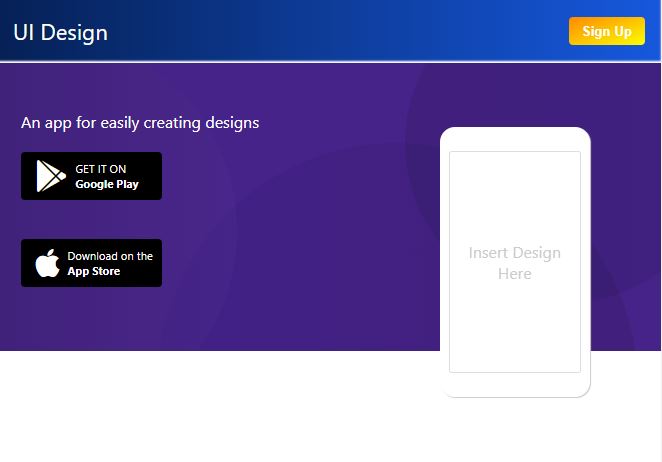 UI Design
Sign Up
An app for easily creating designs
GET IT ON
Google Play
Download on the
App Store
Insert Design
Here